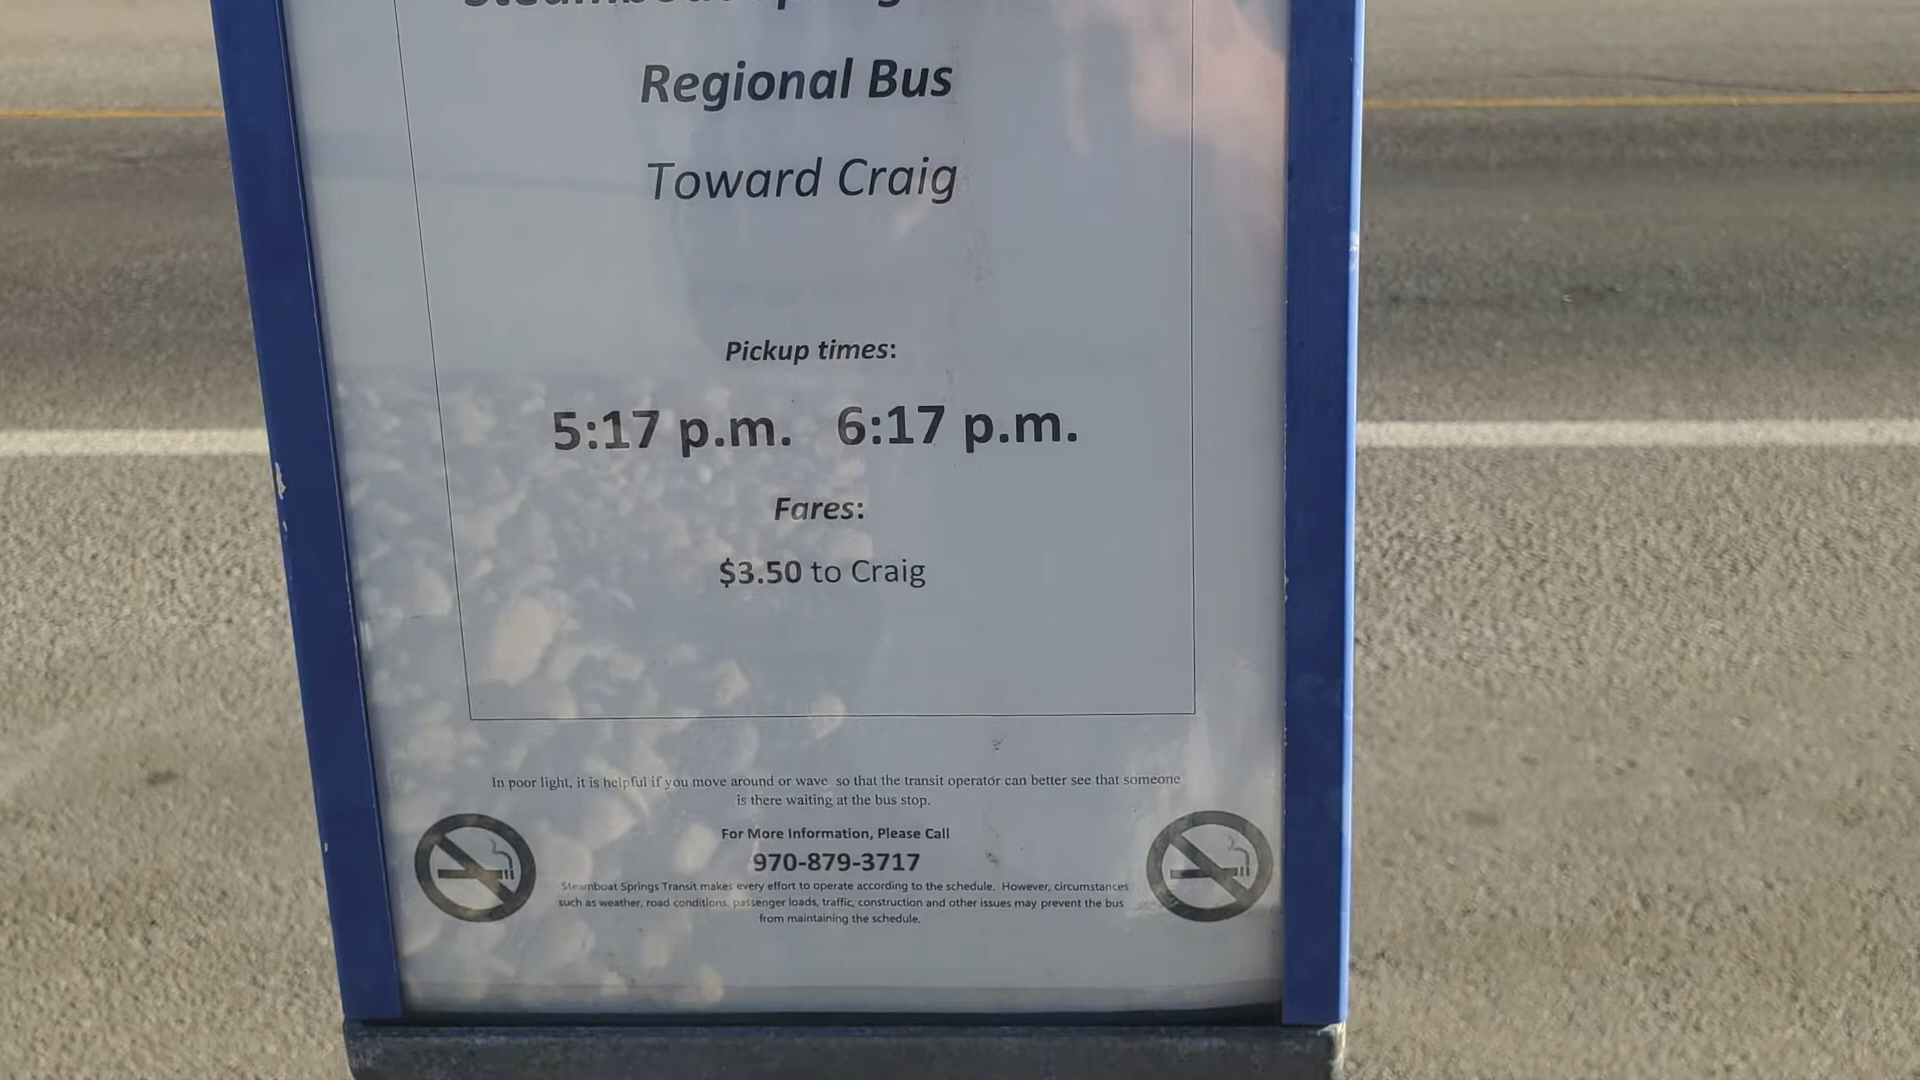 Steamboat Springs
Regional Bus
Toward Craig
Pickup times:
5:17 p.m. 6:17 p.m.
Fares:
$3.50 to Craig
In poor light, it is helpful if you move around or wave so that the transit operator can better see that someone
is there waiting at the bus stop.
For More Information, Please Call
970-879-3717
Steamboat Springs Transit makes every effort to operate according to the schedule. However, circumstances
such as weather, road conditions, passenger loads, traffic, construction and other issues may prevent the bus
from maintaining the schedule.